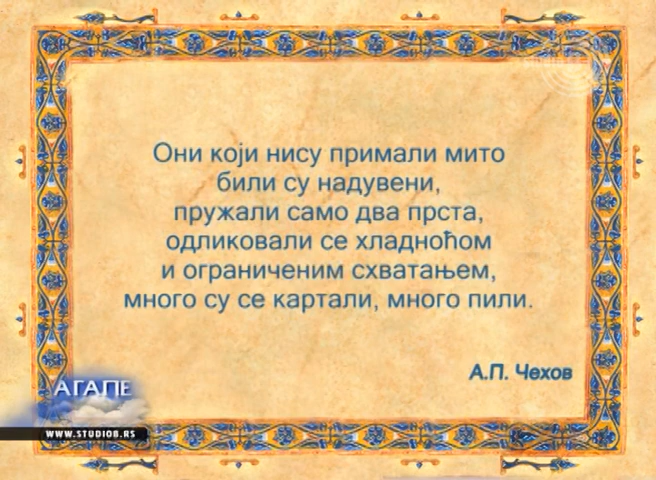 Они који нису примали мито
били су надувени,
пружали само два прста,
одликовали се хладноћом
и ограниченим схватањем,
много су се картали, много пили.
А.П. Чехов
АГАПЕ
WWW.STUDIOB.RS